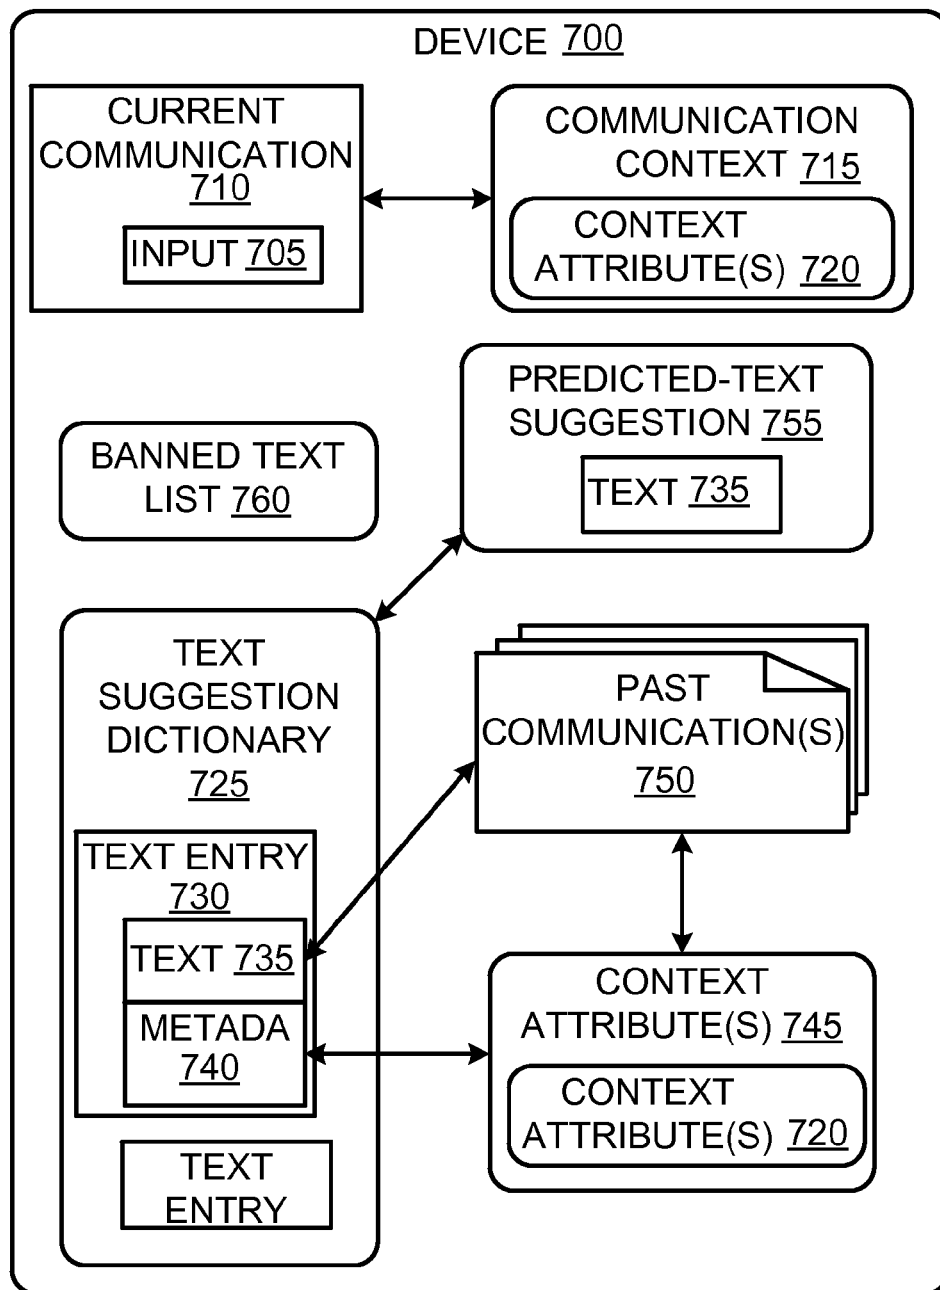 DEVICE 700
CURRENT
COMMUNICATION
710
INPUT 705
COMMUNICATION
CONTEXT 715
CONTEXT
ATTRIBUTE(S) 720
PREDICTED-TEXT
SUGGESTION 755
TEXT 735
BANNED TEXT
LIST 760
TEXT
SUGGESTION
DICTIONARY
725
TEXT ENTRY
730
TEXT 735
METADA
740
TEXT
ENTRY
PAST
COMMUNICATION(S)
750
CONTEXT
ATTRIBUTE(S) 745
CONTEXT
ATTRIBUTE(S) 720